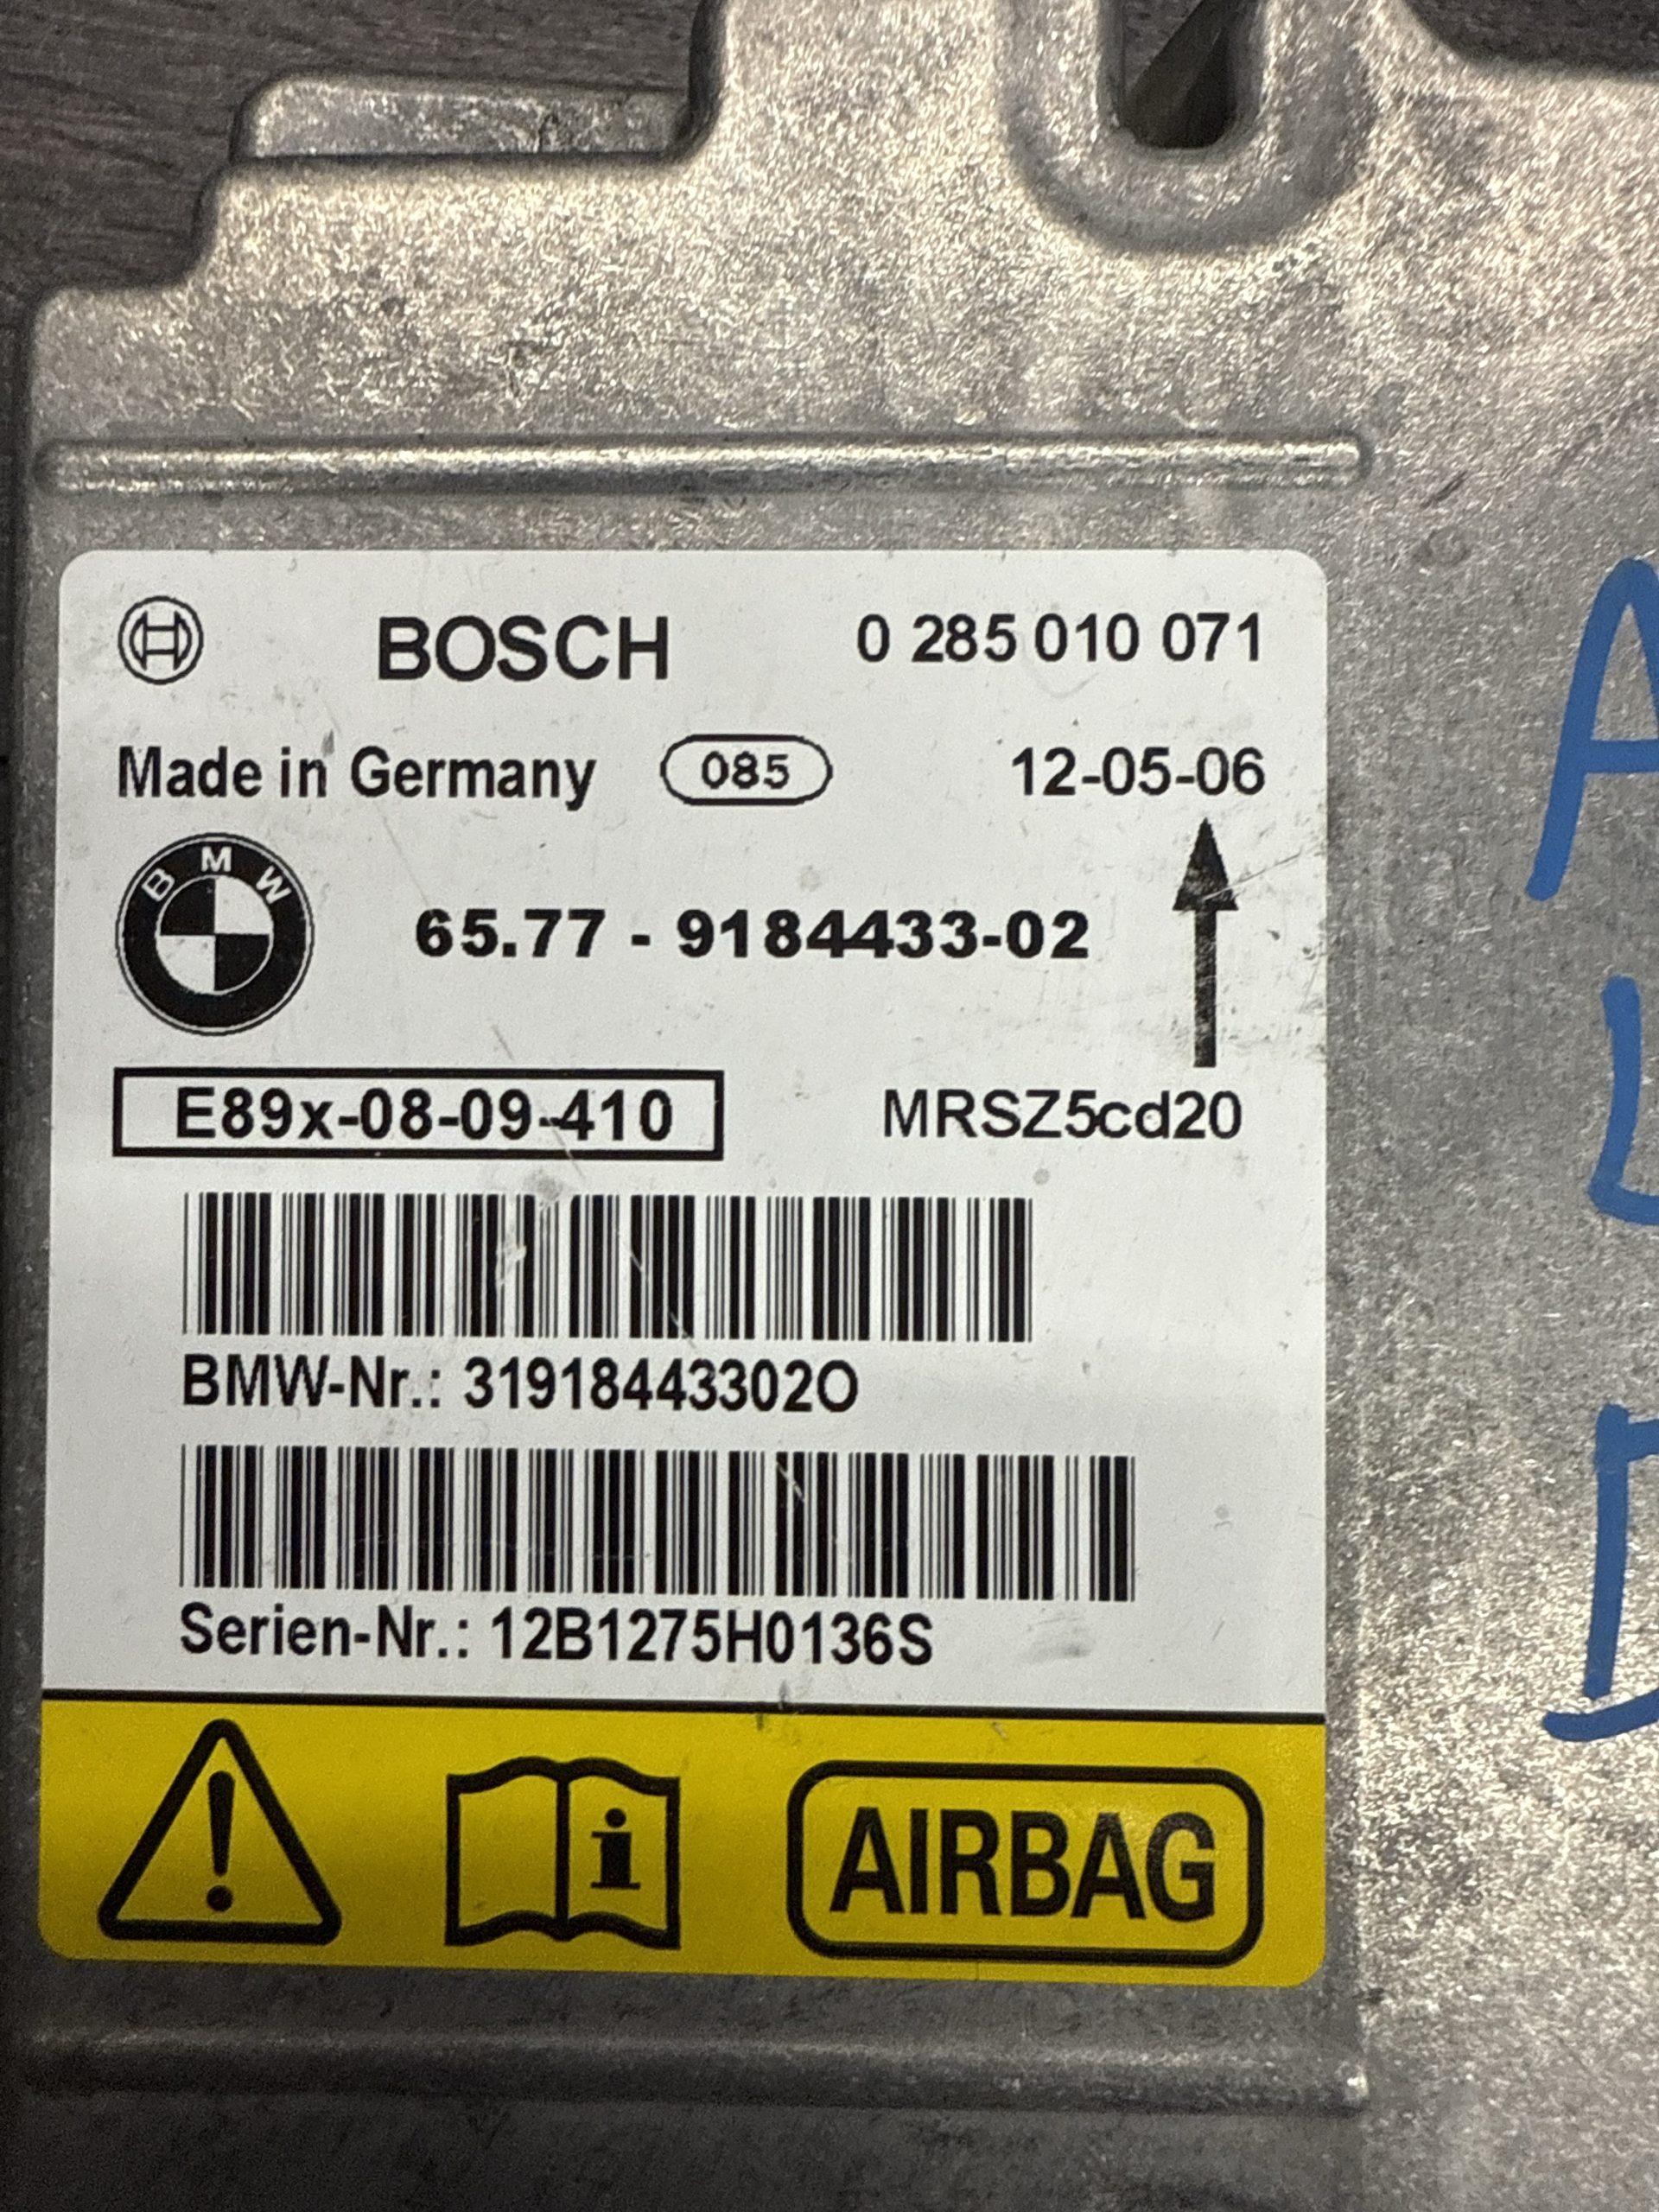 BOSCH 0 285 010 071
Made in Germany 085 12-05-06
BMW 65.77 - 9184433-02
E89x-08-09-410 MRSZ5cd20
BMW-Nr.: 31918443302O
Serien-Nr.: 12B1275H0136S
AIRBAG
A
L